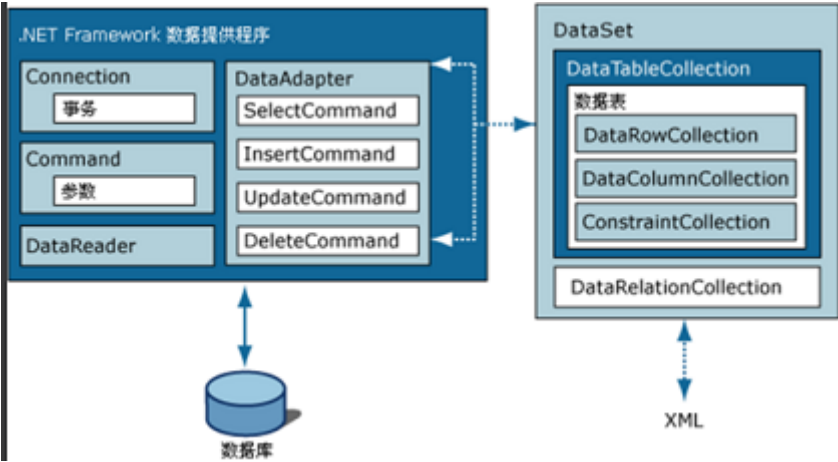 .NET Framework 数据提供程序
Connection
事务
Command
参数
DataReader
DataAdapter
SelectCommand
InsertCommand
UpdateCommand
DeleteCommand
数据库
DataSet
DataTableCollection
数据表
DataRowCollection
DataColumnCollection
ConstraintCollection
DataRelationCollection
XML